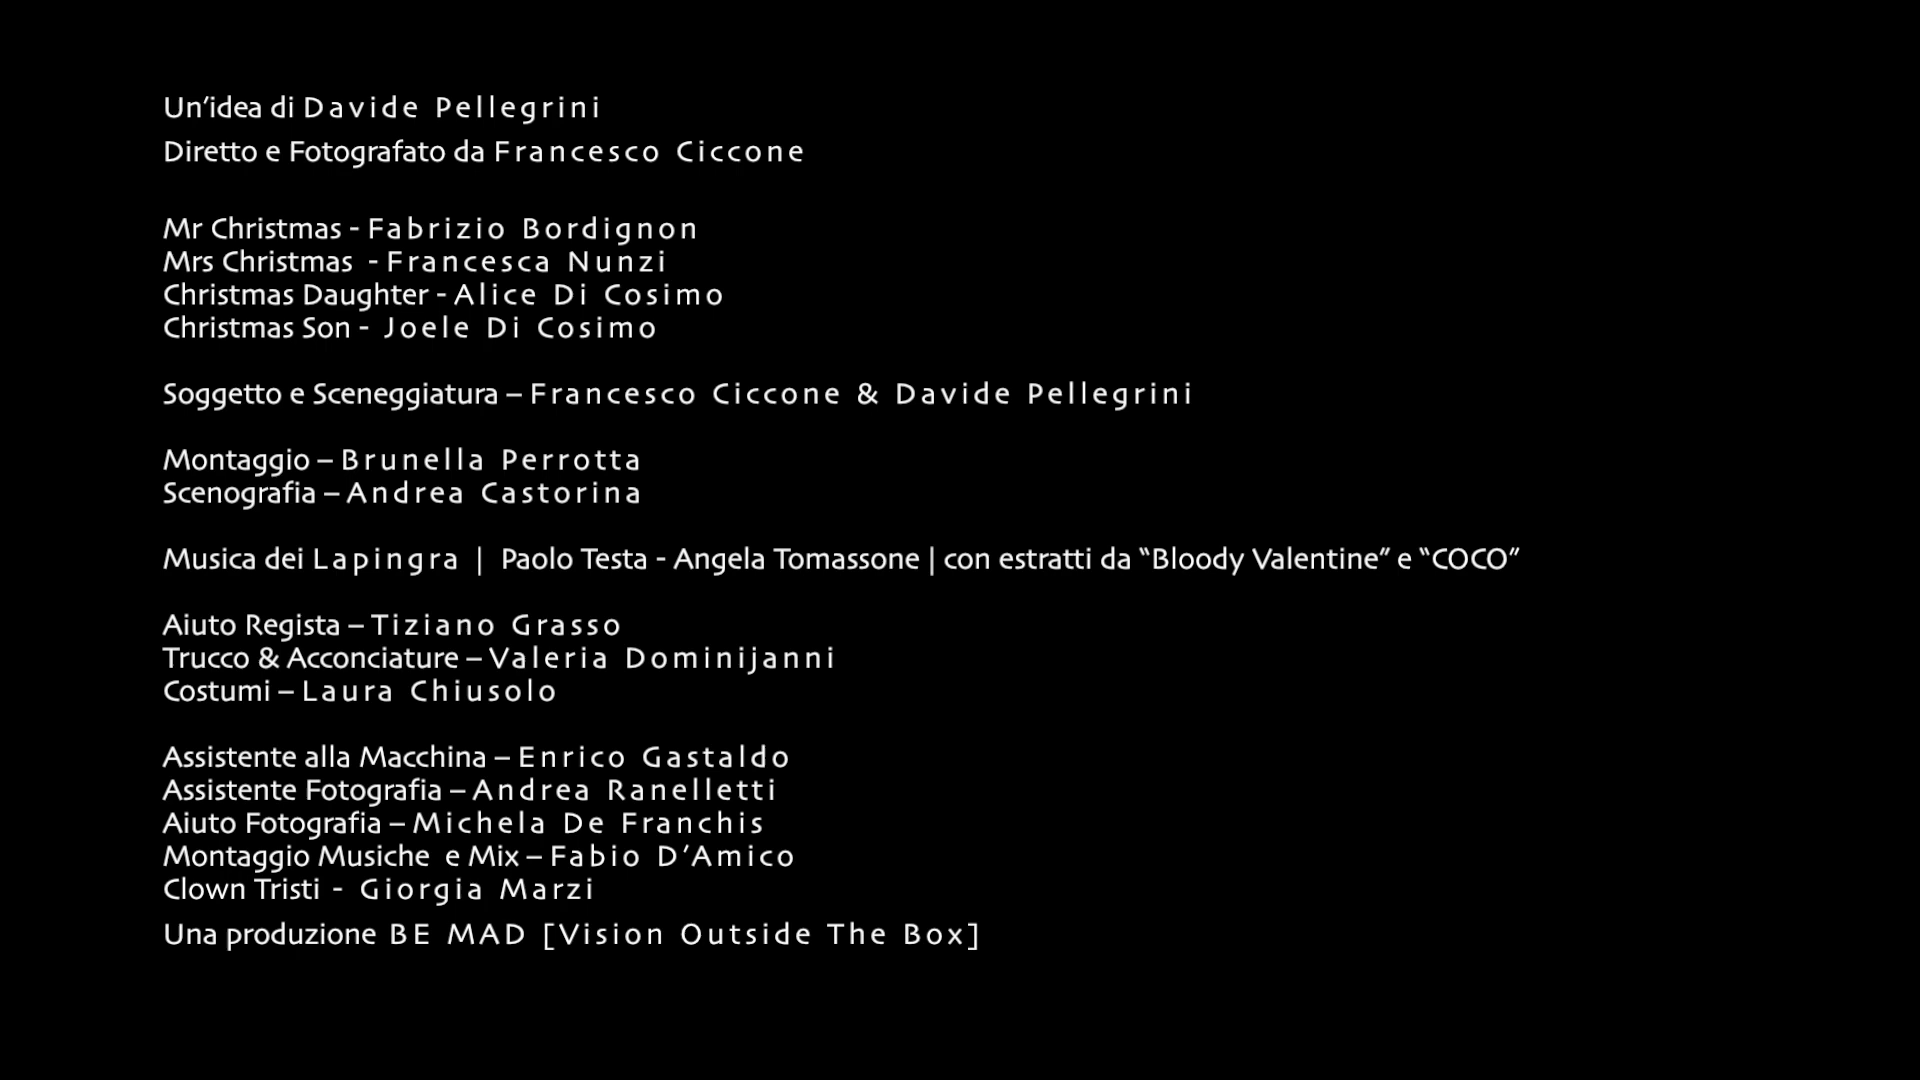 Un’idea di Davide Pellegrini
Diretto e Fotografato da Francesco Ciccone
Mr Christmas - Fabrizio Bordignon
Mrs Christmas - Francesca Nunzi
Christmas Daughter - Alice Di Cosimo
Christmas Son - Joele Di Cosimo
Soggetto e Sceneggiatura – Francesco Ciccone & Davide Pellegrini
Montaggio – Brunella Perrotta
Scenografia – Andrea Castorina
Musica dei Lapingra | Paolo Testa - Angela Tomassone | con estratti da “Bloody Valentine” e “COCO”
Aiuto Regista – Tiziano Grasso
Trucco & Acconciature – Valeria Dominijanni
Costumi – Laura Chiusolo
Assistente alla Macchina – Enrico Gastaldo
Assistente Fotografia – Andrea Ranelletti
Aiuto Fotografia – Michela De Franchis
Montaggio Musiche e Mix – Fabio D’Amico
Clown Tristi - Giorgia Marzi
Una produzione BE MAD [Vision Outside The Box]